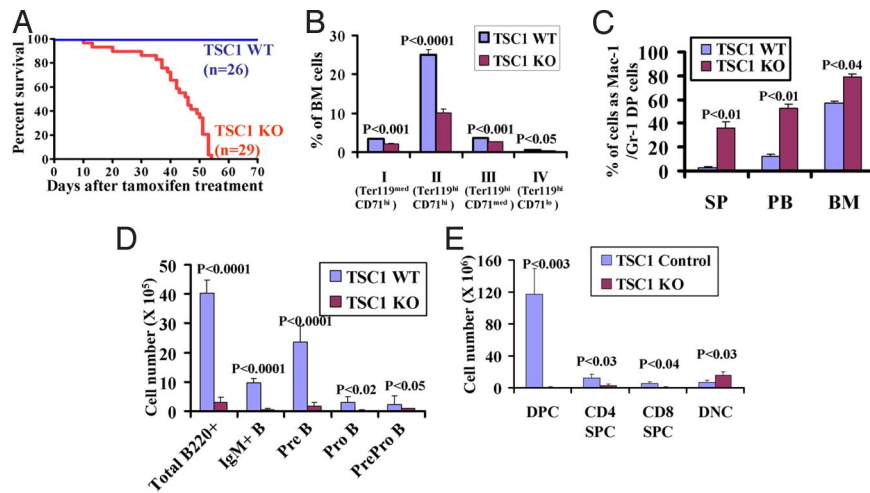 A
Percent survival
100
80
60
40
20
0
TSC1 WT
(n=26)
TSC1 KO
(n=29)
0 10 20 30 40 50 60 70
Days after tamoxifen treatment
B
% of BM cells
30
20
10
0
P<0.0001
P<0.001
P<0.001
P<0.05
TSC1 WT
TSC1 KO
I II III IV
(Ter119med (Ter119hi (Ter119hi (Ter119hi
CD71hi) CD71hi) CD71med) CD71lo)
C
% of cells as Mac-1
/Gr-1 DP cells
100
80
60
40
20
0
TSC1 WT
TSC1 KO
P<0.01
P<0.01
P<0.04
SP PB BM
D
Cell number (X 10⁵)
50
40
30
20
10
0
P<0.0001
P<0.0001
P<0.0001
P<0.02
P<0.05
TSC1 WT
TSC1 KO
Total B220+
IgM+ B
Pre B
Pro B
PrePro B
E
Cell number (X 10⁶)
160
120
80
40
0
P<0.003
P<0.03
P<0.04
P<0.03
TSC1 Control
TSC1 KO
DPC CD4 CD8 DNC
SPC SPC